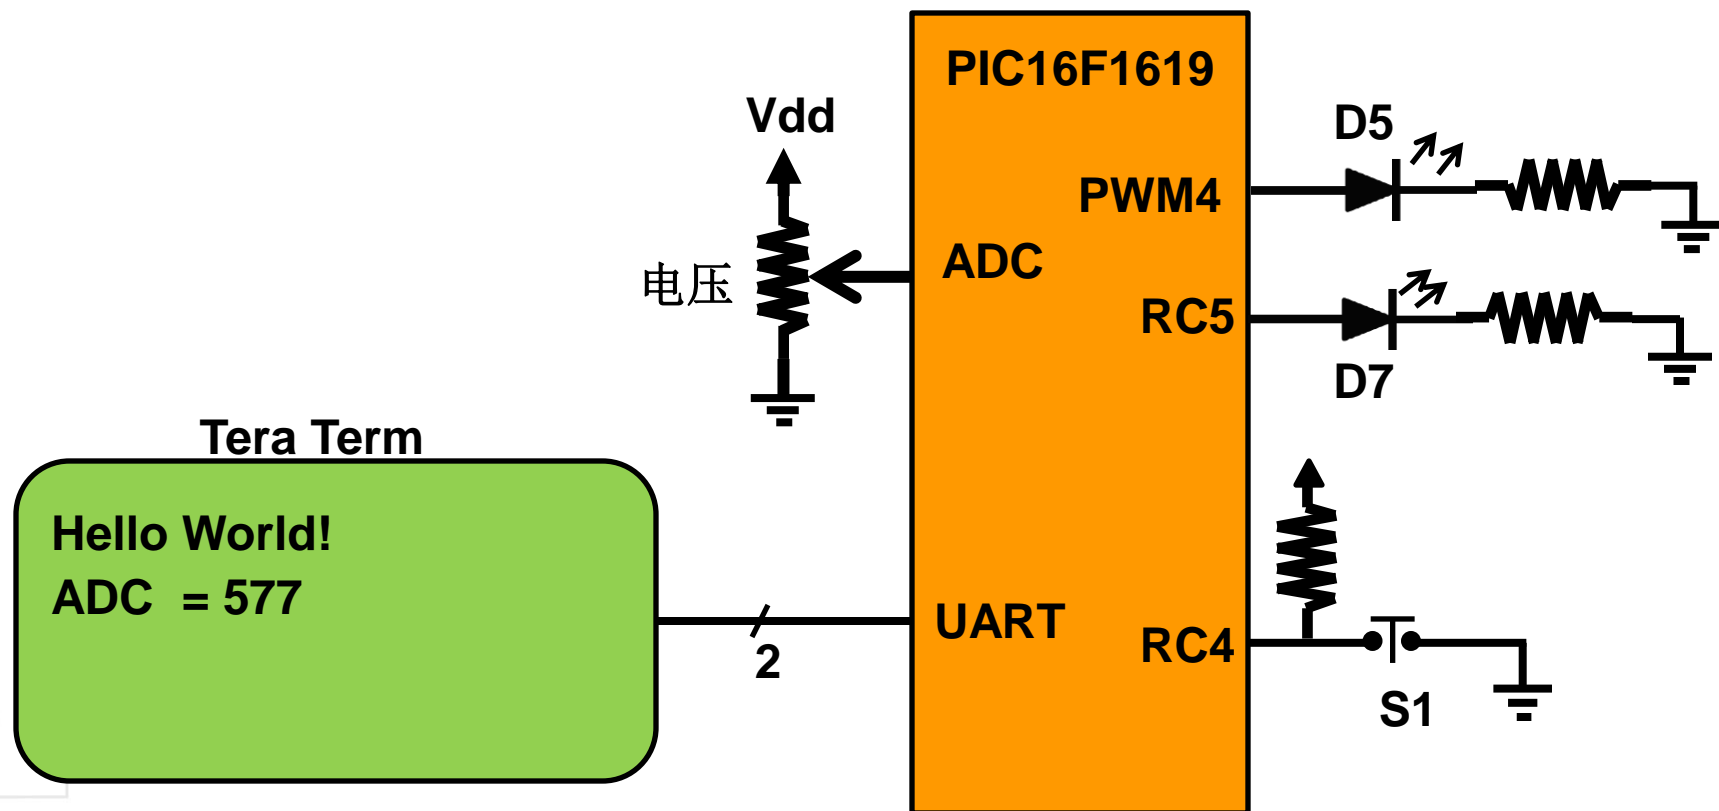 PIC16F1619
Vdd
D5
PWM4
ADC
电压
RC5
D7
Tera Term
Hello World!
ADC = 577
UART
2
RC4
S1